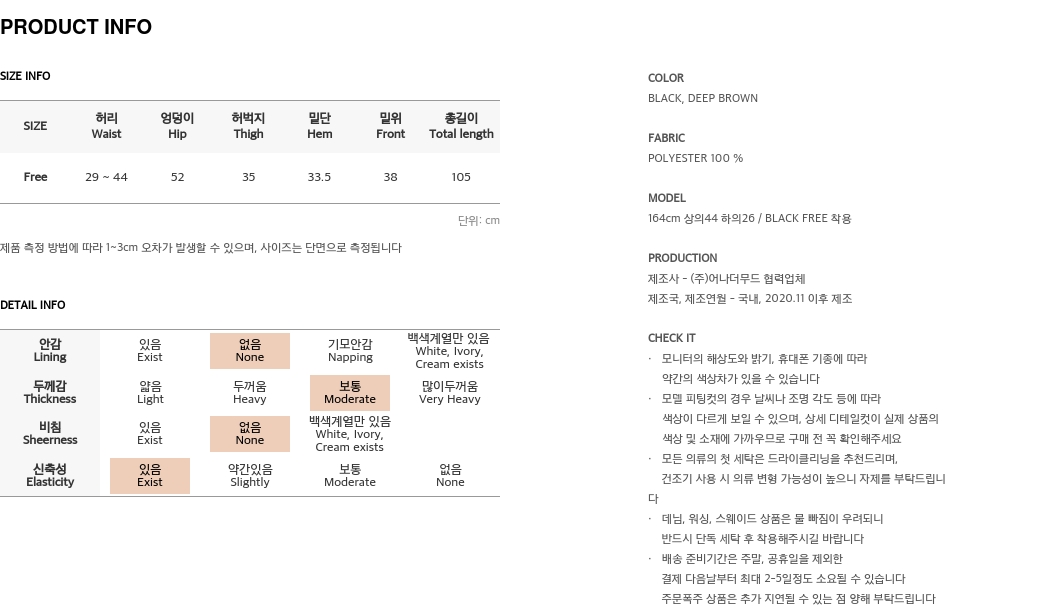 PRODUCT INFO
SIZE INFO
SIZE 허리 엉덩이 허벅지 밑단 밑위 총길이
Waist Hip Thigh Hem Front Total length
Free 29 ~ 44 52 35 33.5 38 105
단위: cm
제품 측정 방법에 따라 1~3cm 오차가 발생할 수 있으며, 사이즈는 단면으로 측정됩니다
DETAIL INFO
안감 있음 없음 기모안감 백색계열만 있음
Lining Exist None Napping White, Ivory,
Cream exists
두께감 얇음 두꺼움 보통 많이두꺼움
Thickness Light Heavy Moderate Very Heavy
비침 있음 없음 백색계열만 있음
Sheerness Exist None White, Ivory,
Cream exists
신축성 있음 약간있음 보통 없음
Elasticity Exist Slightly Moderate None
COLOR
BLACK, DEEP BROWN
FABRIC
POLYESTER 100 %
MODEL
164cm 상의44 하의26 / BLACK FREE 착용
PRODUCTION
제조사 - (주)어나더무드 협력업체
제조국, 제조연월 - 국내, 2020.11 이후 제조
CHECK IT
· 모니터의 해상도와 밝기, 휴대폰 기종에 따라
약간의 색상차가 있을 수 있습니다
· 모델 피팅컷의 경우 날씨나 조명 각도 등에 따라
색상이 다르게 보일 수 있으며, 상세 디테일컷이 실제 상품의
색상 및 소재에 가까우므로 구매 전 꼭 확인해주세요
· 모든 의류의 첫 세탁은 드라이클리닝을 추천드리며,
건조기 사용 시 의류 변형 가능성이 높으니 자제를 부탁드립니
다
· 데님, 워싱, 스웨이드 상품은 물 빠짐이 우려되니
반드시 단독 세탁 후 착용해주시길 바랍니다
· 배송 준비기간은 주말, 공휴일을 제외한
결제 다음날부터 최대 2-5일정도 소요될 수 있습니다
주문폭주 상품은 추가 지연될 수 있는 점 양해 부탁드립니다